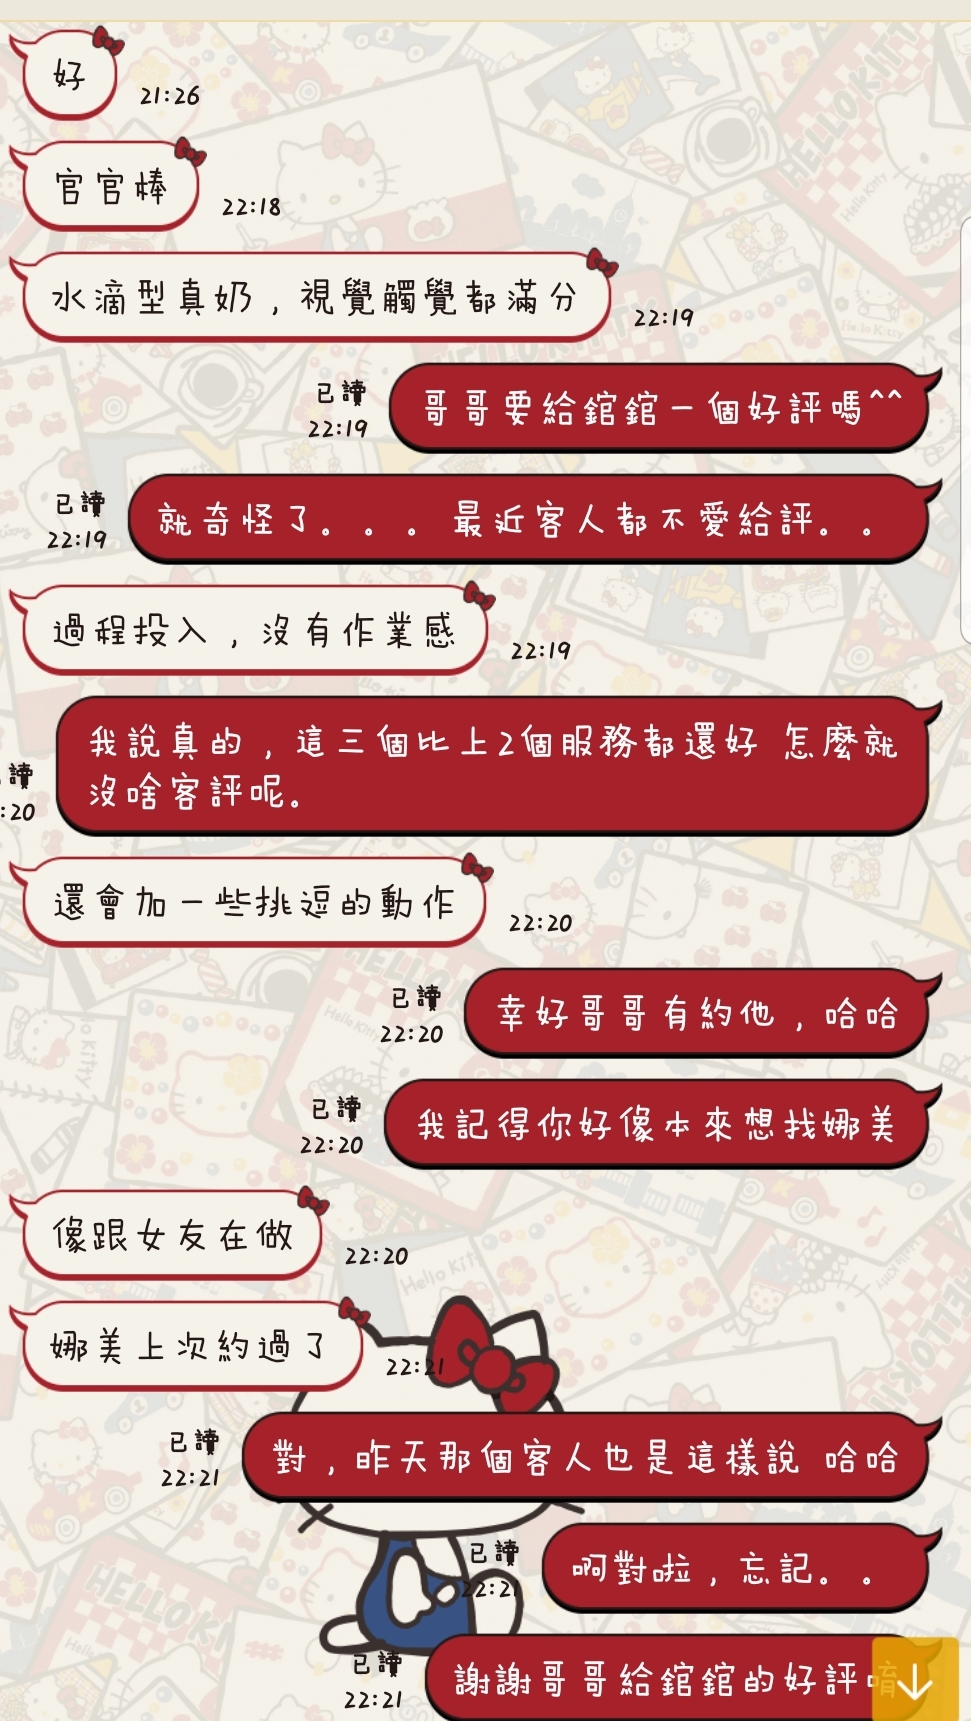 好
21:26
官官棒
22:18
水滴型真奶，視覺觸覺都滿分
22:19
已讀
22:19
哥哥要給錧錧一個好評嗎^^
已讀
22:19
就奇怪了。。。最近客人都不愛給評。。
過程投入，沒有作業感
22:19
我說真的，這三個比上2個服務都還好 怎麼就
沒啥客評呢。
讀
:20
還會加一些挑逗的動作
22:20
已讀
22:20
幸好哥哥有約他，哈哈
已讀
22:20
我記得你好像本來想找娜美
像跟女友在做
22:20
娜美上次約過了
22:21
已讀
22:21
對，昨天那個客人也是這樣說 哈哈
已讀
22:21
啊對啦，忘記。。
已讀
22:21
謝謝哥哥給錧錧的好評唷